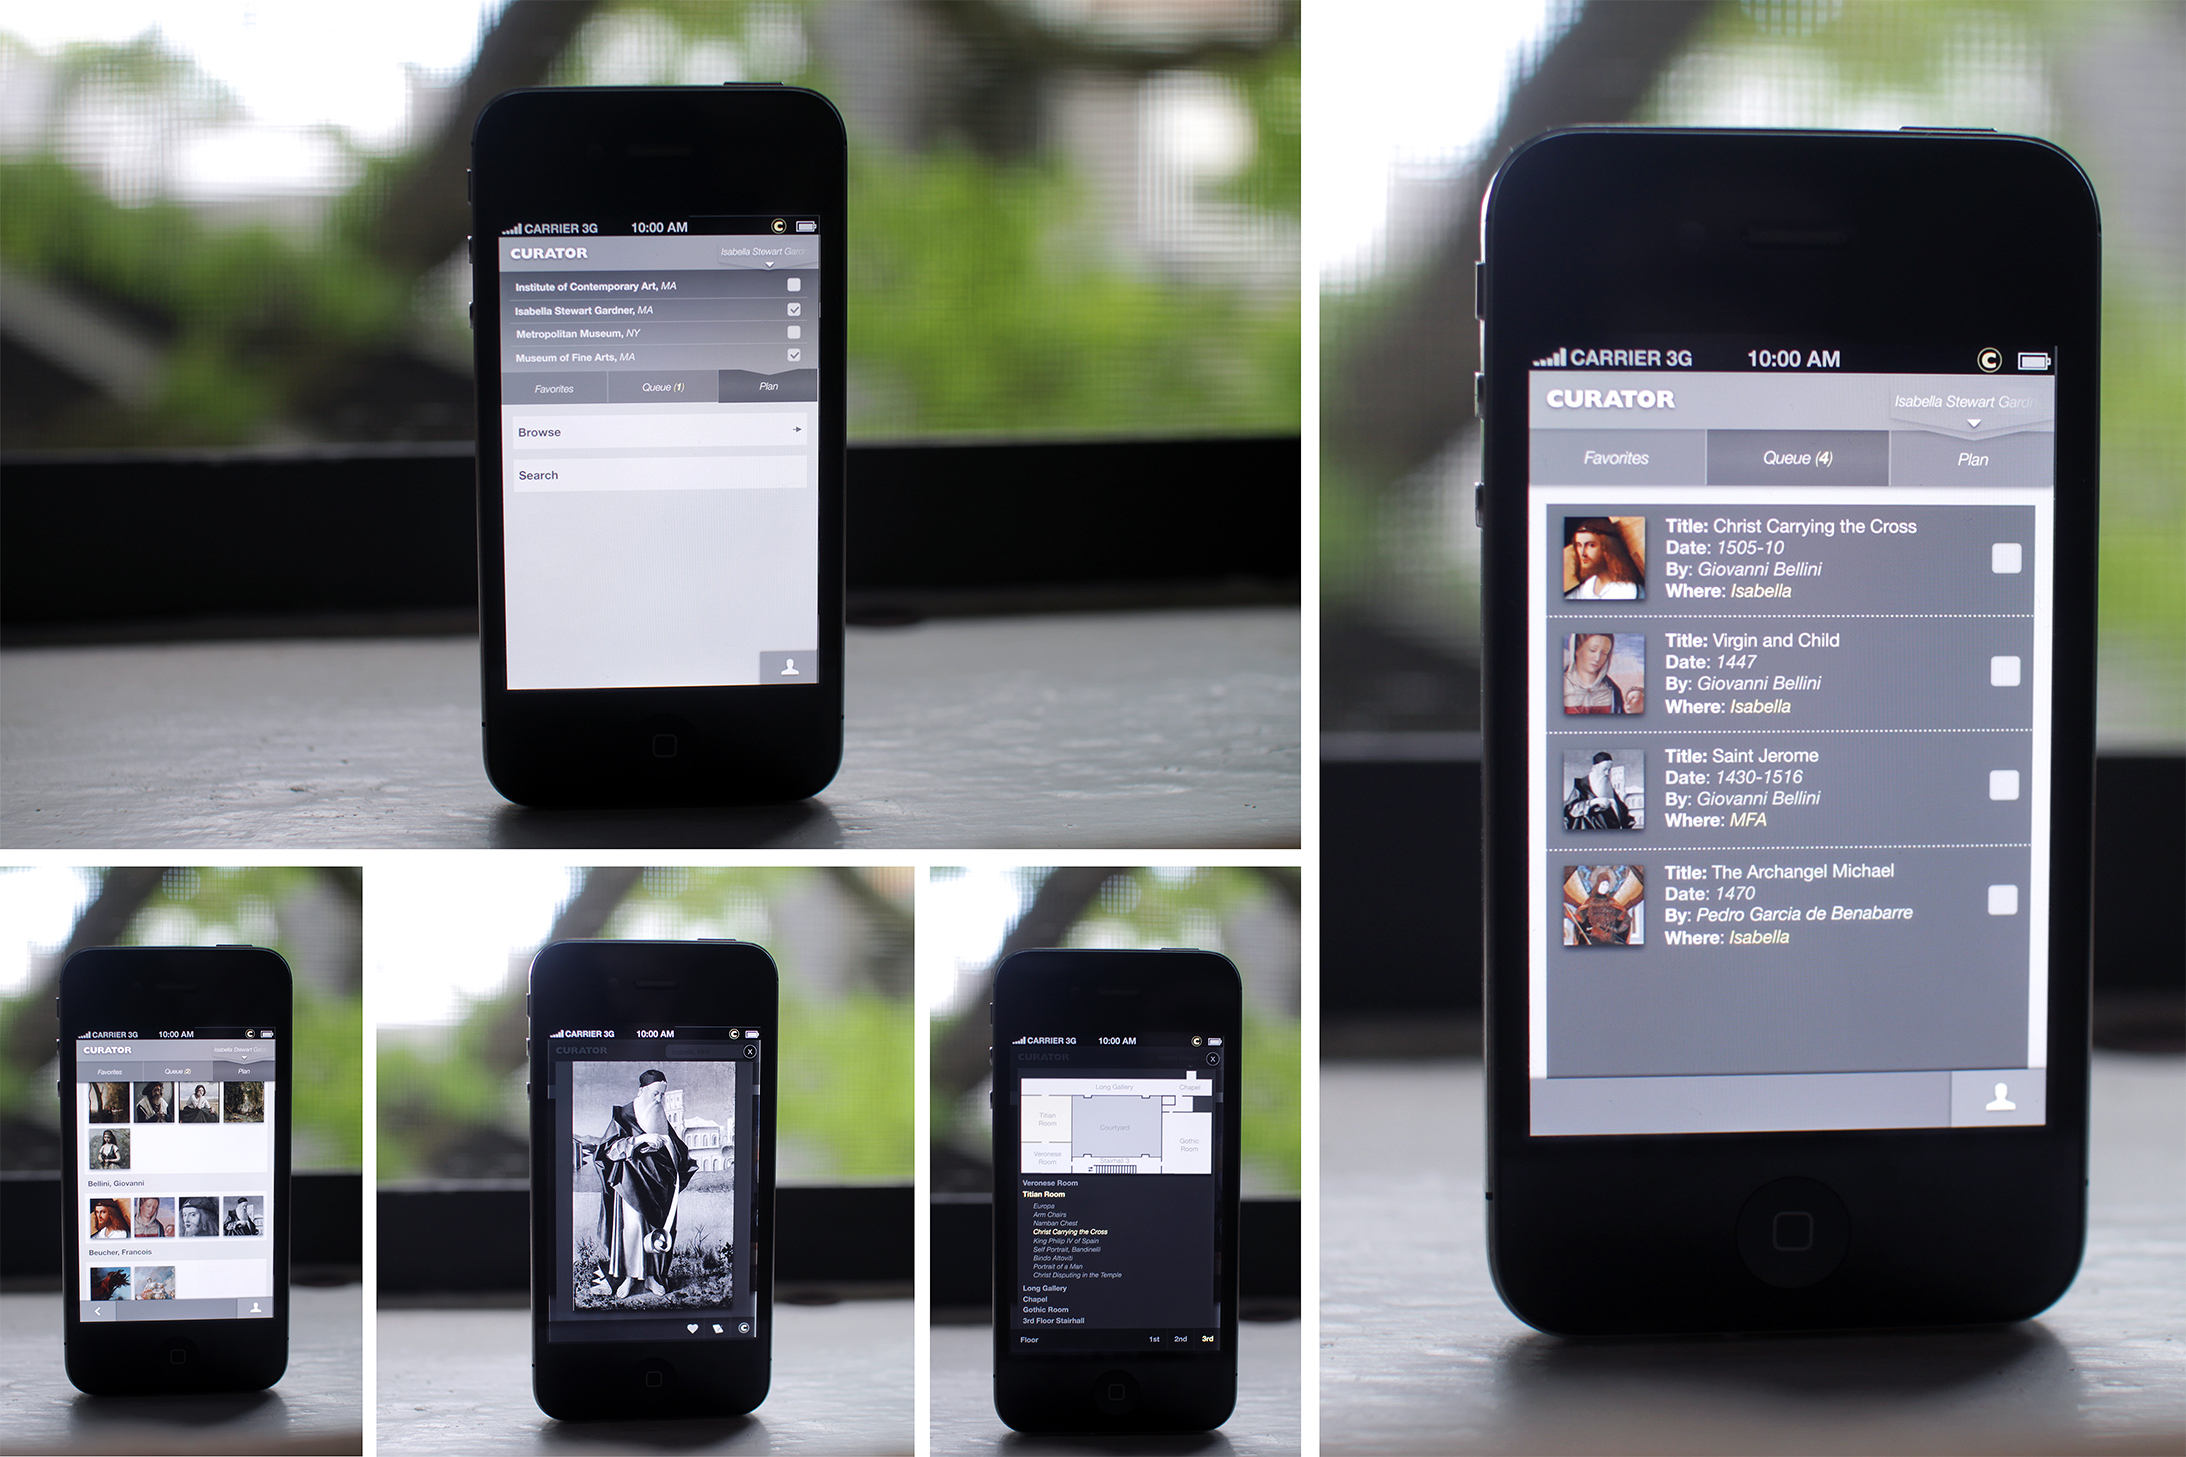 CARRIER 3G 10:00 AM C
CURATOR Isabella Stewart Gardn
Institute of Contemporary Art, MA
Isabella Stewart Gardner, MA
Metropolitan Museum, NY
Museum of Fine Arts, MA
Favorites Queue (1) Plan
Browse
Search
CARRIER 3G 10:00 AM C
CURATOR Isabella Stewart Gardn
Favorites Queue (4) Plan
Title: Christ Carrying the Cross
Date: 1505-10
By: Giovanni Bellini
Where: Isabella
Title: Virgin and Child
Date: 1447
By: Giovanni Bellini
Where: Isabella
Title: Saint Jerome
Date: 1430-1516
By: Giovanni Bellini
Where: MFA
Title: The Archangel Michael
Date: 1470
By: Pedro Garcia de Benabarre
Where: Isabella
CARRIER 3G 10:00 AM C
CURATOR Isabella Stewart Gard
Favorites Queue (2) Plan
Bellini, Giovanni
Beucher, Francois
CARRIER 3G 10:00 AM C
CURATOR X
C
CARRIER 3G 10:00 AM C
CURATOR X
Long Gallery Chapel
Titian
Room
Courtyard
Gothic
Room
Veronese
Room
Stairhall 3
Veronese Room
Titian Room
Europa
Arm Chairs
Namban Chest
Christ Carrying the Cross
King Philip IV of Spain
Self Portrait, Bandinelli
Bindo Altoviti
Portrait of a Man
Christ Disputing in the Temple
Long Gallery
Chapel
Gothic Room
3rd Floor Stairhall
Floor 1st 2nd 3rd